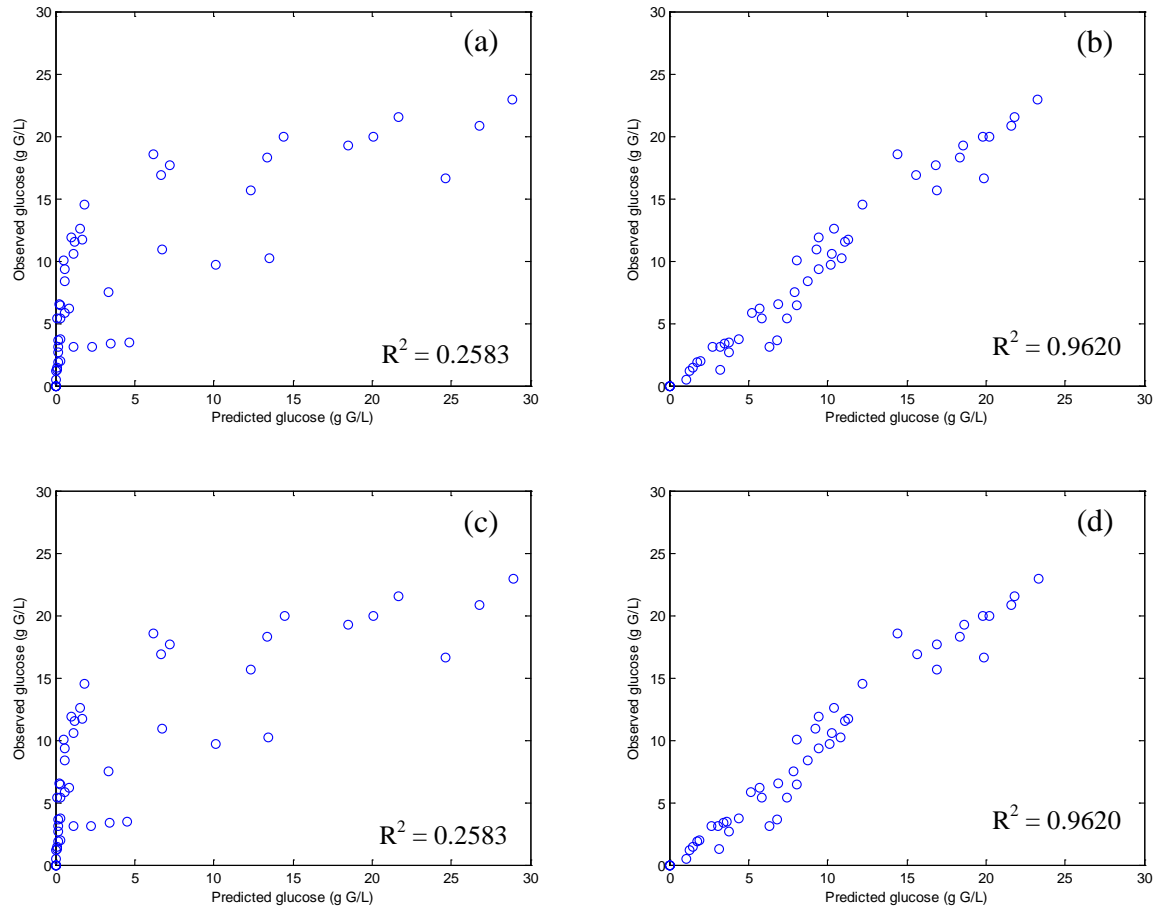 (a)
30
25
20
15
10
5
0
Observed glucose (g G/L)
R² = 0.2583
0 5 10 15 20 25 30
Predicted glucose (g G/L)
(b)
30
25
20
15
10
5
0
Observed glucose (g G/L)
R² = 0.9620
0 5 10 15 20 25 30
Predicted glucose (g G/L)
(c)
30
25
20
15
10
5
0
Observed glucose (g G/L)
R² = 0.2583
0 5 10 15 20 25 30
Predicted glucose (g G/L)
(d)
30
25
20
15
10
5
0
Observed glucose (g G/L)
R² = 0.9620
0 5 10 15 20 25 30
Predicted glucose (g G/L)